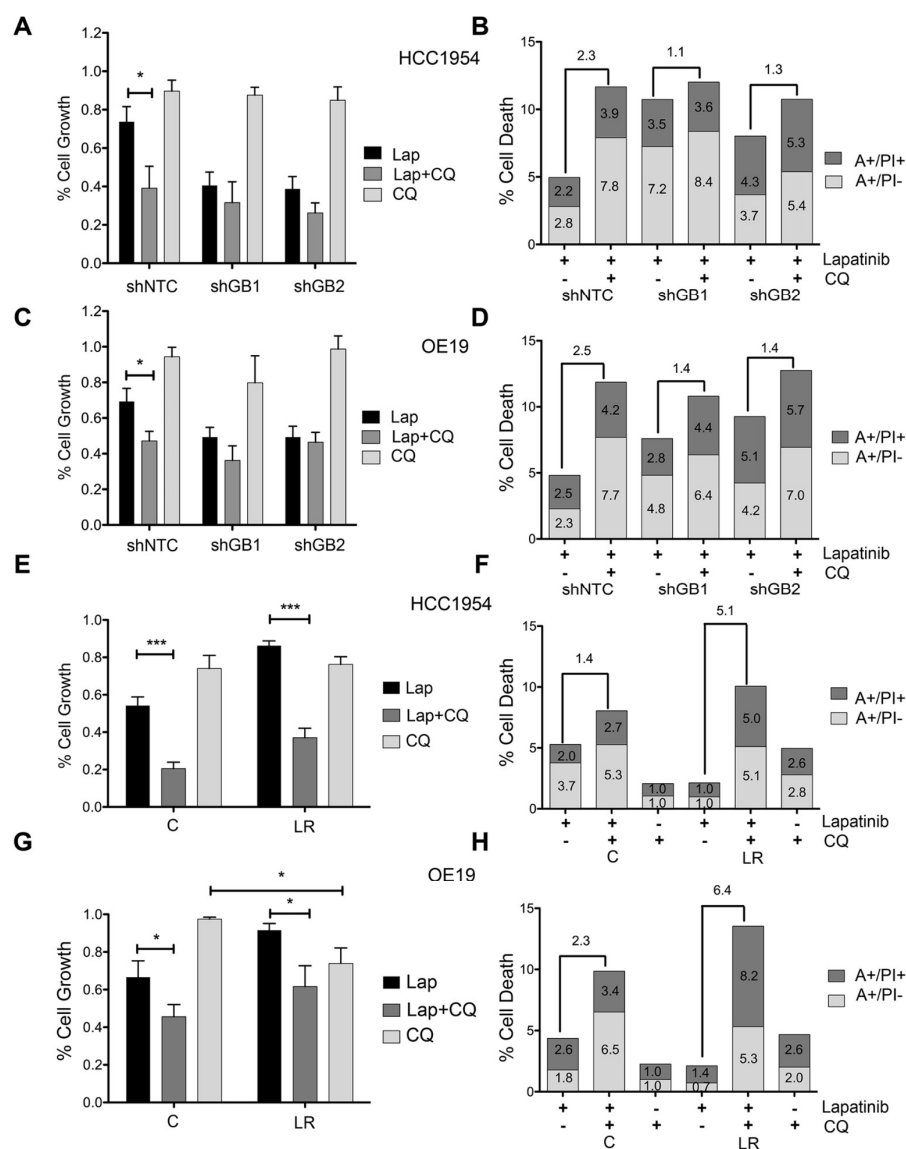 A
HCC1954
% Cell Growth
1.0
0.8
0.6
0.4
0.2
0.0
*
Lap
Lap+CQ
CQ
shNTC shGB1 shGB2
B
% Cell Death
15
10
5
0
2.3 1.1 1.3
2.2 3.9 3.5 3.6 4.3 5.3
2.8 7.8 7.2 8.4 3.7 5.4
A+/PI+
A+/PI-
+ + + + + + Lapatinib
- + - + - + CQ
shNTC shGB1 shGB2
C
OE19
% Cell Growth
1.0
0.8
0.6
0.4
0.2
0.0
*
Lap
Lap+CQ
CQ
shNTC shGB1 shGB2
D
% Cell Death
15
10
5
0
2.5 1.4 1.4
2.5 4.2 2.8 4.4 5.1 5.7
2.3 7.7 4.8 6.4 4.2 7.0
A+/PI+
A+/PI-
+ + + + + + Lapatinib
- + - + - + CQ
shNTC shGB1 shGB2
E
HCC1954
% Cell Growth
1.0
0.8
0.6
0.4
0.2
0.0
*** ***
Lap
Lap+CQ
CQ
C LR
F
% Cell Death
15
10
5
0
1.4 5.1
2.0 2.7 1.0 1.0 5.0 2.6
3.7 5.3 1.0 1.0 5.1 2.8
A+/PI+
A+/PI-
+ + - + + - Lapatinib
- + + - + + CQ
C LR
G
OE19
% Cell Growth
1.0
0.8
0.6
0.4
0.2
0.0
* * *
Lap
Lap+CQ
CQ
C LR
H
% Cell Death
15
10
5
0
2.3 6.4
2.6 3.4 1.0 1.4 8.2 2.6
1.8 6.5 1.0 0.7 5.3 2.0
A+/PI+
A+/PI-
+ + - + + - Lapatinib
- + + - + + CQ
C LR